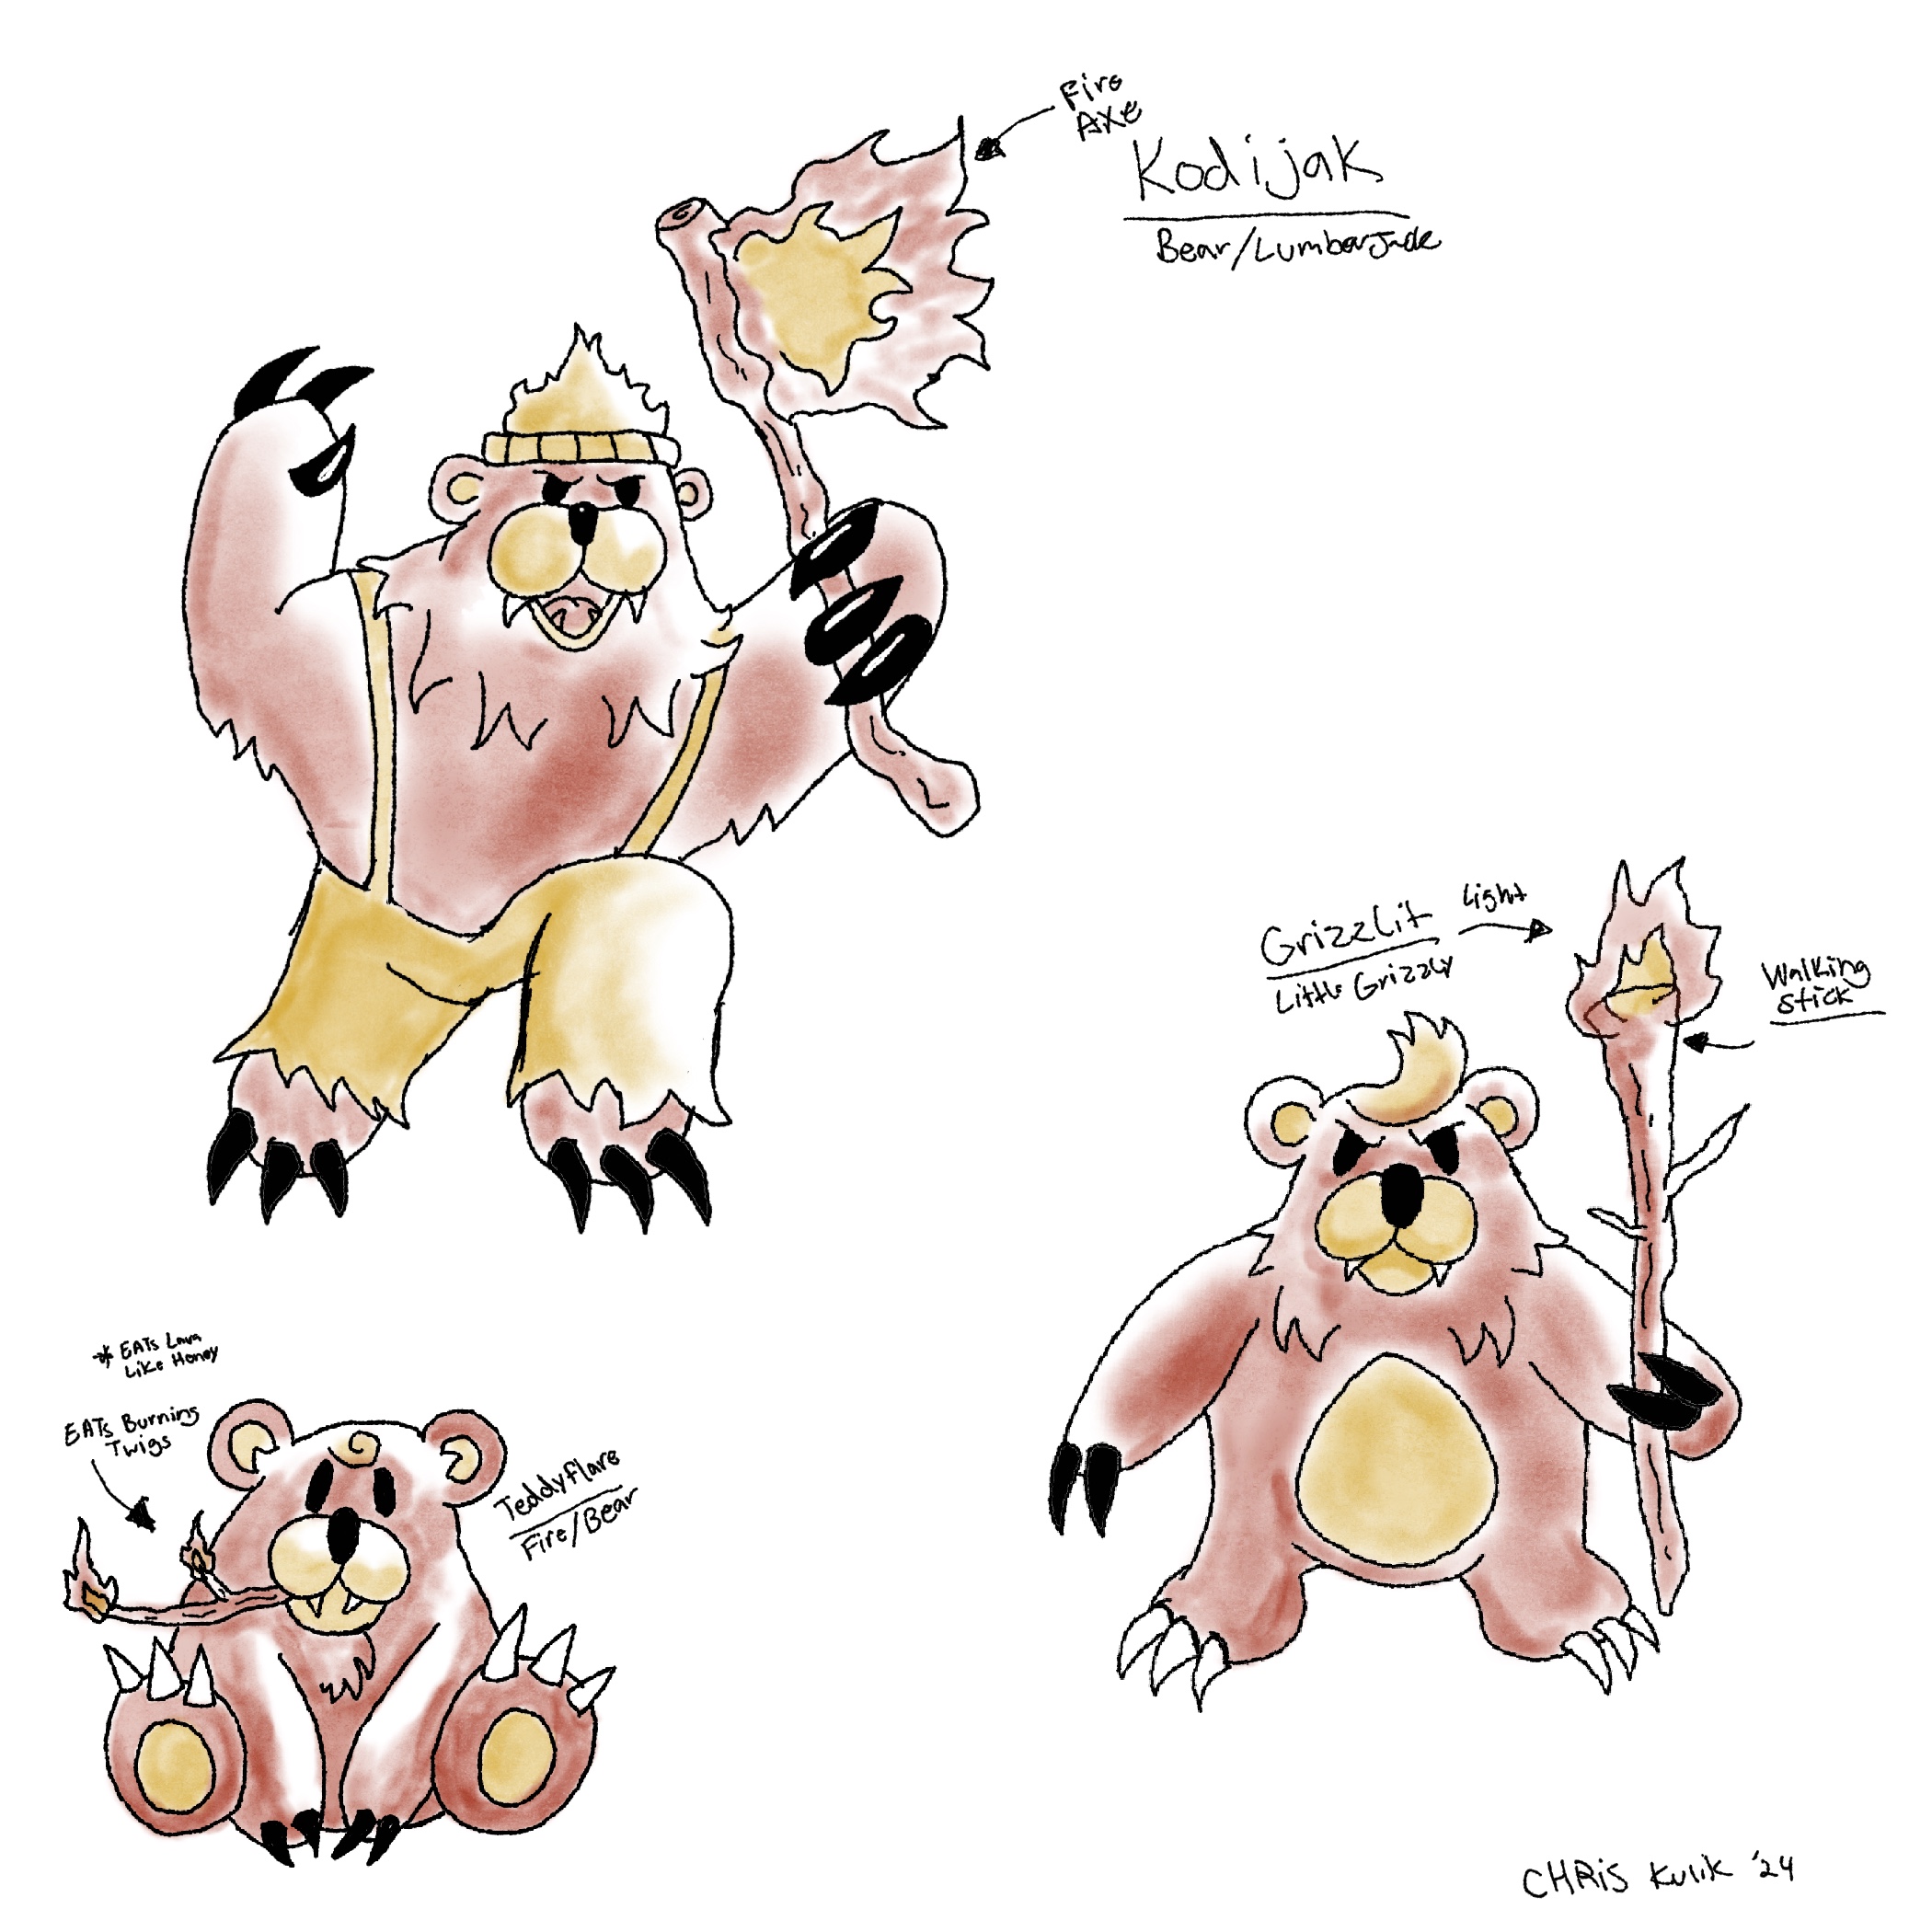 Fire
Axe
Kodijak
Bear/Lumberjack
Grizzlit
Little Grizzly
Light
Walking
Stick
* EATs Lava
Like Honey
EATs Burning
Twigs
Teddyflare
Fire/Bear
CHRis Kulik '24